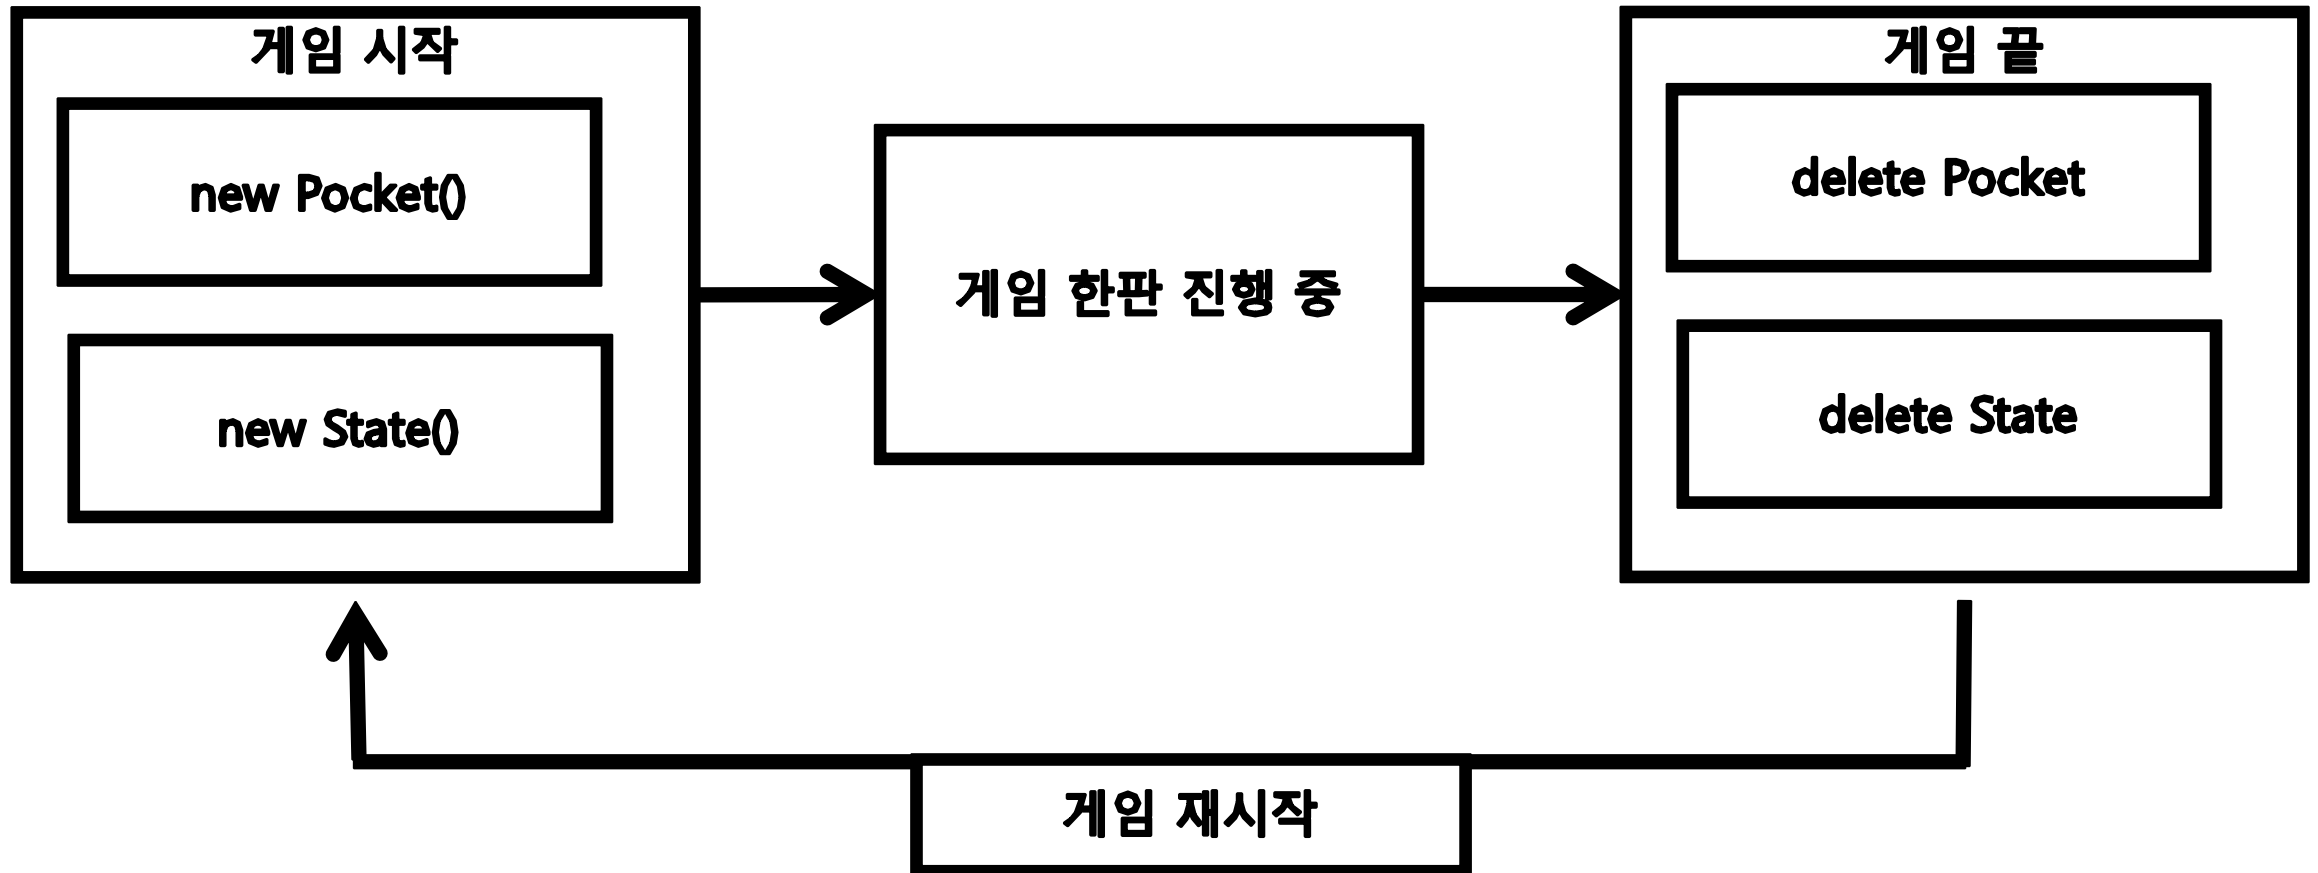 게임 시작
new Pocket()
new State()
게임 한판 진행 중
게임 끝
delete Pocket
delete State
게임 재시작